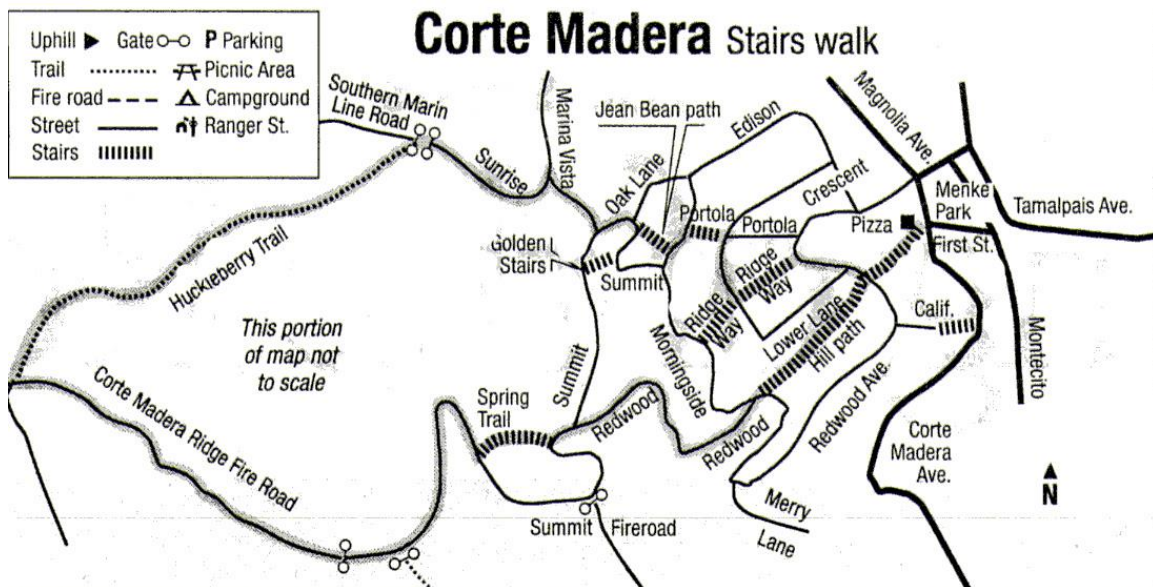 Corte Madera Stairs walk
Uphill Gate P Parking
Trail Picnic Area
Fire road Campground
Street Ranger St.
Stairs
Southern Marin
Line Road
Marina Vista
Jean Bean path
Edison
Magnolia Ave.
Sunrise
Oak Lane
Crescent
Menke
Park
Tamalpais Ave.
Portola
Portola
Pizza
First St.
Golden
Stairs
Summit
Huckleberry Trail
Ridge
Way
Ridge
Way
Calif.
This portion
of map not
to scale
Lower Lane
Hill path
Montecito
Morningside
Summit
Spring
Trail
Redwood
Redwood
Redwood Ave.
Corte Madera Ridge Fire Road
Corte
Madera
Ave.
N
Merry
Lane
Summit Fireroad